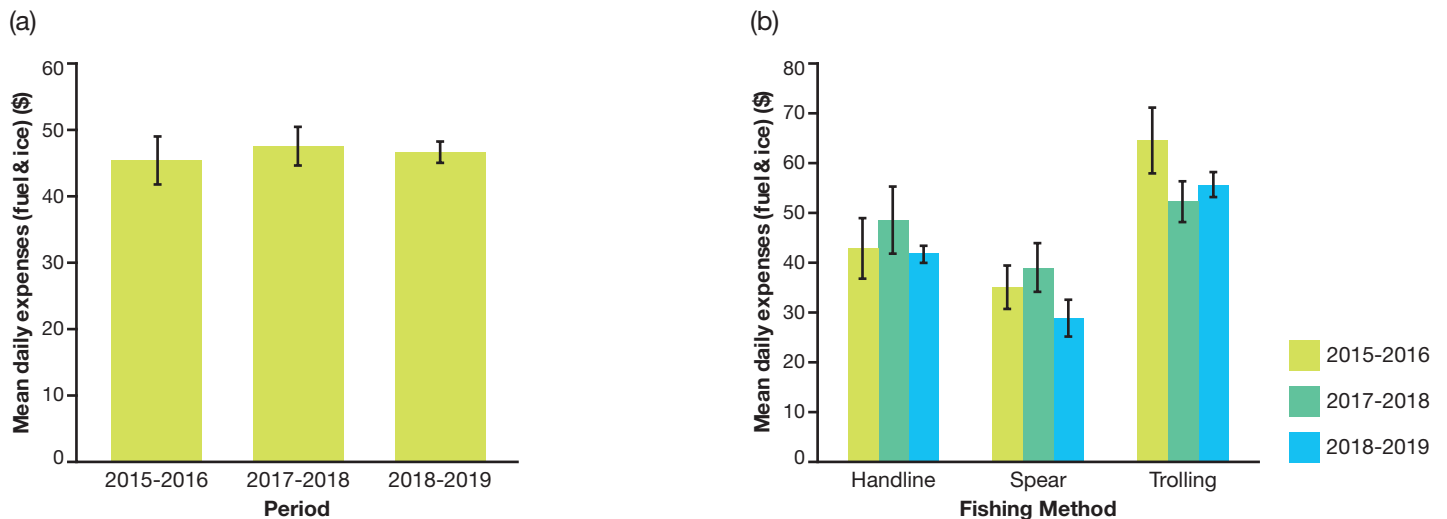 (a)
Mean daily expenses (fuel & ice) ($)
60
50
40
30
20
10
0
2015-2016 2017-2018 2018-2019
Period
(b)
Mean daily expenses (fuel & ice) ($)
80
70
60
50
40
30
20
10
0
Handline Spear Trolling
Fishing Method
2015-2016
2017-2018
2018-2019